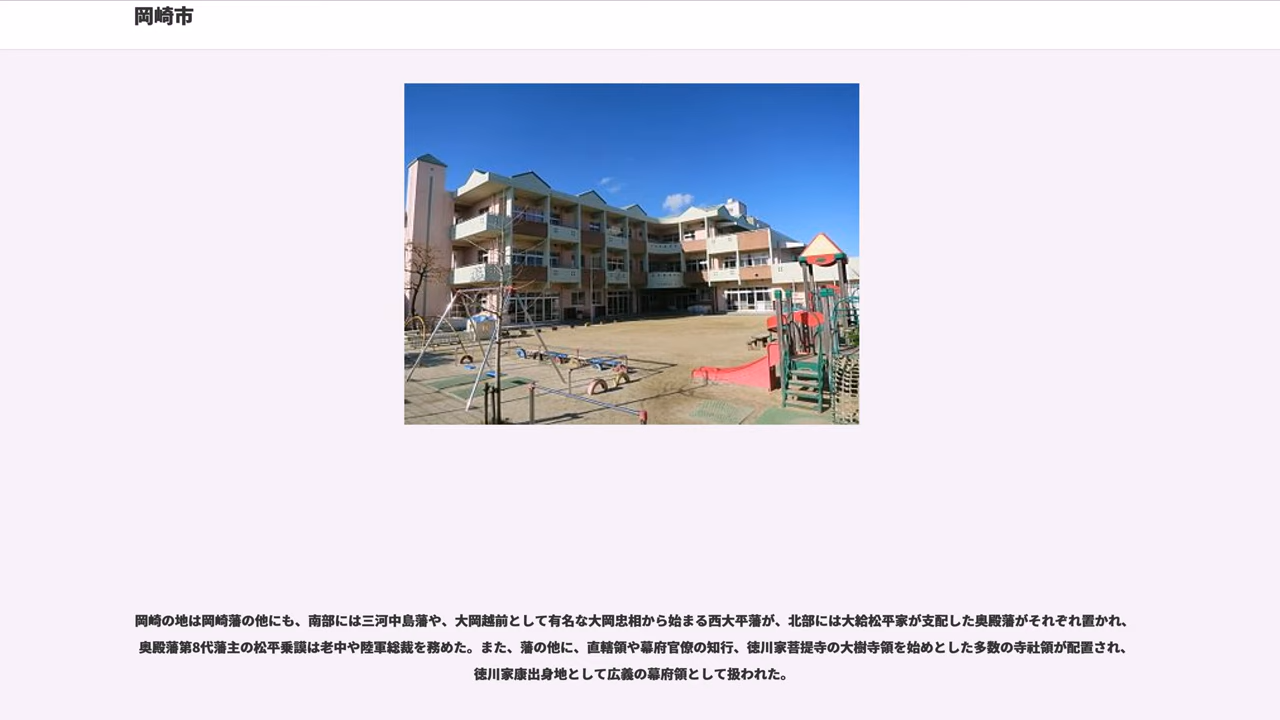 岡崎市
岡崎の地は岡崎藩の他にも、南部には三河中島藩や、大岡越前として有名な大岡忠相から始まる西大平藩が、北部には大給松平家が支配した奥殿藩がそれぞれ置かれ、
奥殿藩第8代藩主の松平乗謨は老中や陸軍総裁を務めた。また、藩の他に、直轄領や幕府官僚の知行、徳川家菩提寺の大樹寺領を始めとした多数の寺社領が配置され、
徳川家康出身地として広義の幕府領として扱われた。